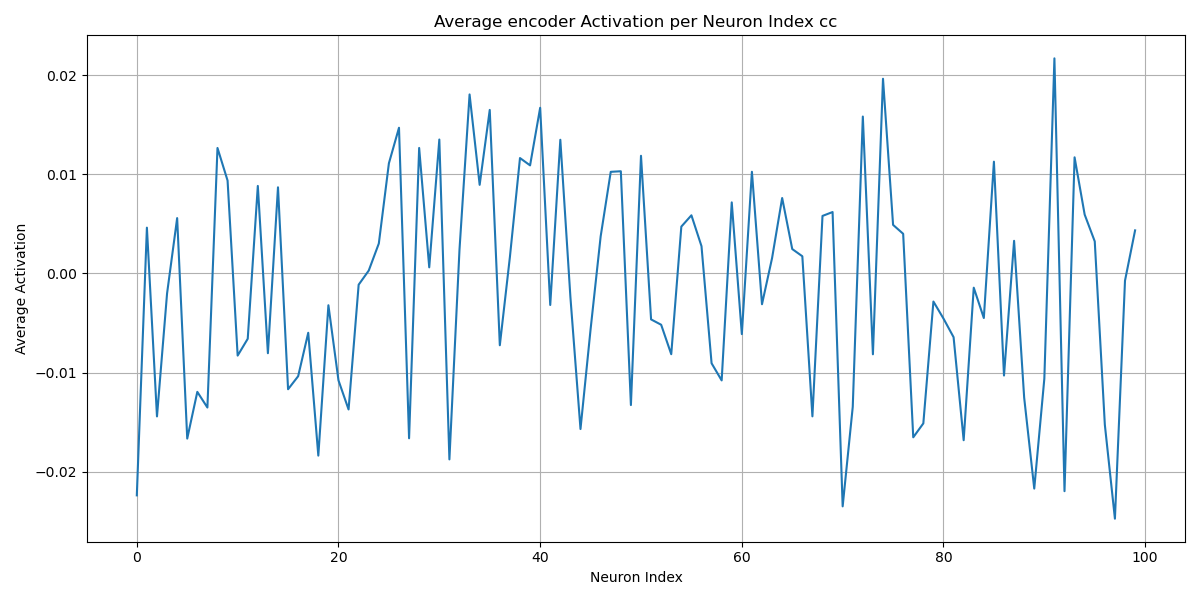 Average encoder Activation per Neuron Index cc
0.02
0.01
0.00
−0.01
−0.02
Average Activation
0 20 40 60 80 100
Neuron Index